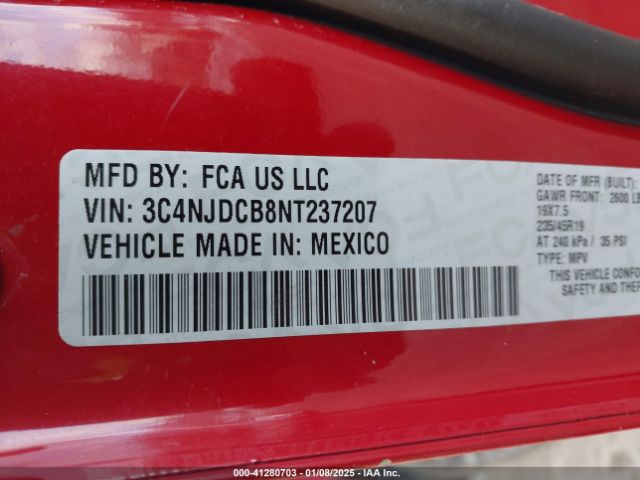 MFD BY: FCA US LLC
VIN: 3C4NJDCB8NT237207
VEHICLE MADE IN: MEXICO
DATE OF MFR (BUILT):
GAWR FRONT: 2600 LB
19X7.5
235/45R19
AT 240 kPa / 35 PSI
TYPE: MPV
THIS VEHICLE CONFO
SAFETY AND THEF
000-41280703 - 01/08/2025 - IAA Inc.